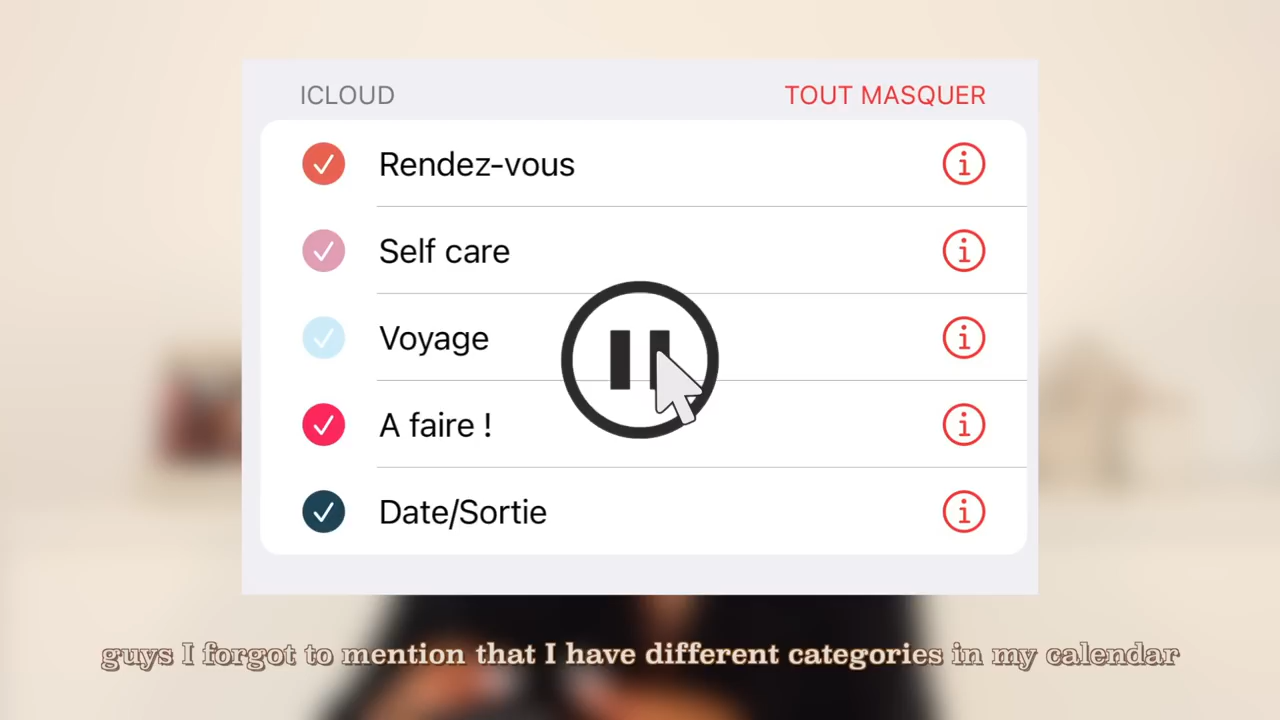 ICLOUD TOUT MASQUER
Rendez-vous
Self care
Voyage
A faire !
Date/Sortie
guys I forgot to mention that I have different categories in my calendar